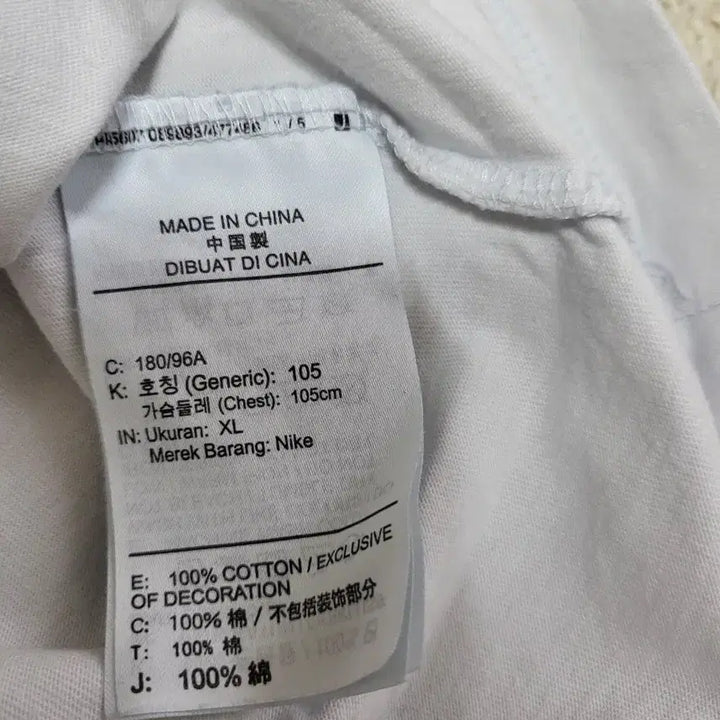 MADE IN CHINA
中国製
DIBUAT DI CINA
C: 180/96A
K: 호칭 (Generic): 105
가슴둘레 (Chest): 105cm
IN: Ukuran: XL
Merek Barang: Nike
E: 100% COTTON / EXCLUSIVE
OF DECORATION
C: 100% 棉 / 不包括装饰部分
T: 100% 棉
J: 100% 綿